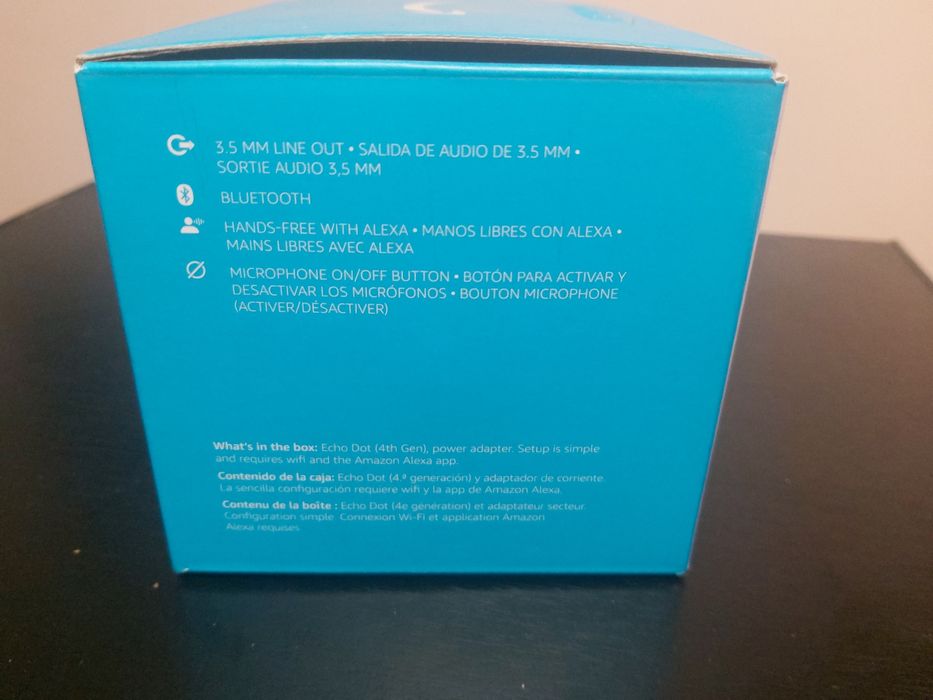 3.5 MM LINE OUT • SALIDA DE AUDIO DE 3.5 MM •
SORTIE AUDIO 3,5 MM
BLUETOOTH
HANDS-FREE WITH ALEXA • MANOS LIBRES CON ALEXA •
MAINS LIBRES AVEC ALEXA
MICROPHONE ON/OFF BUTTON • BOTÓN PARA ACTIVAR Y
DESACTIVAR LOS MICRÓFONOS • BOUTON MICROPHONE
(ACTIVER/DÉSACTIVER)
What's in the box: Echo Dot (4th Gen), power adapter. Setup is simple
and requires wifi and the Amazon Alexa app.
Contenido de la caja: Echo Dot (4.ª generación) y adaptador de corriente.
La sencilla configuración requiere wifi y la app de Amazon Alexa.
Contenu de la boîte : Echo Dot (4e génération) et adaptateur secteur.
Configuration simple. Connexion Wi-Fi et application Amazon
Alexa requises.